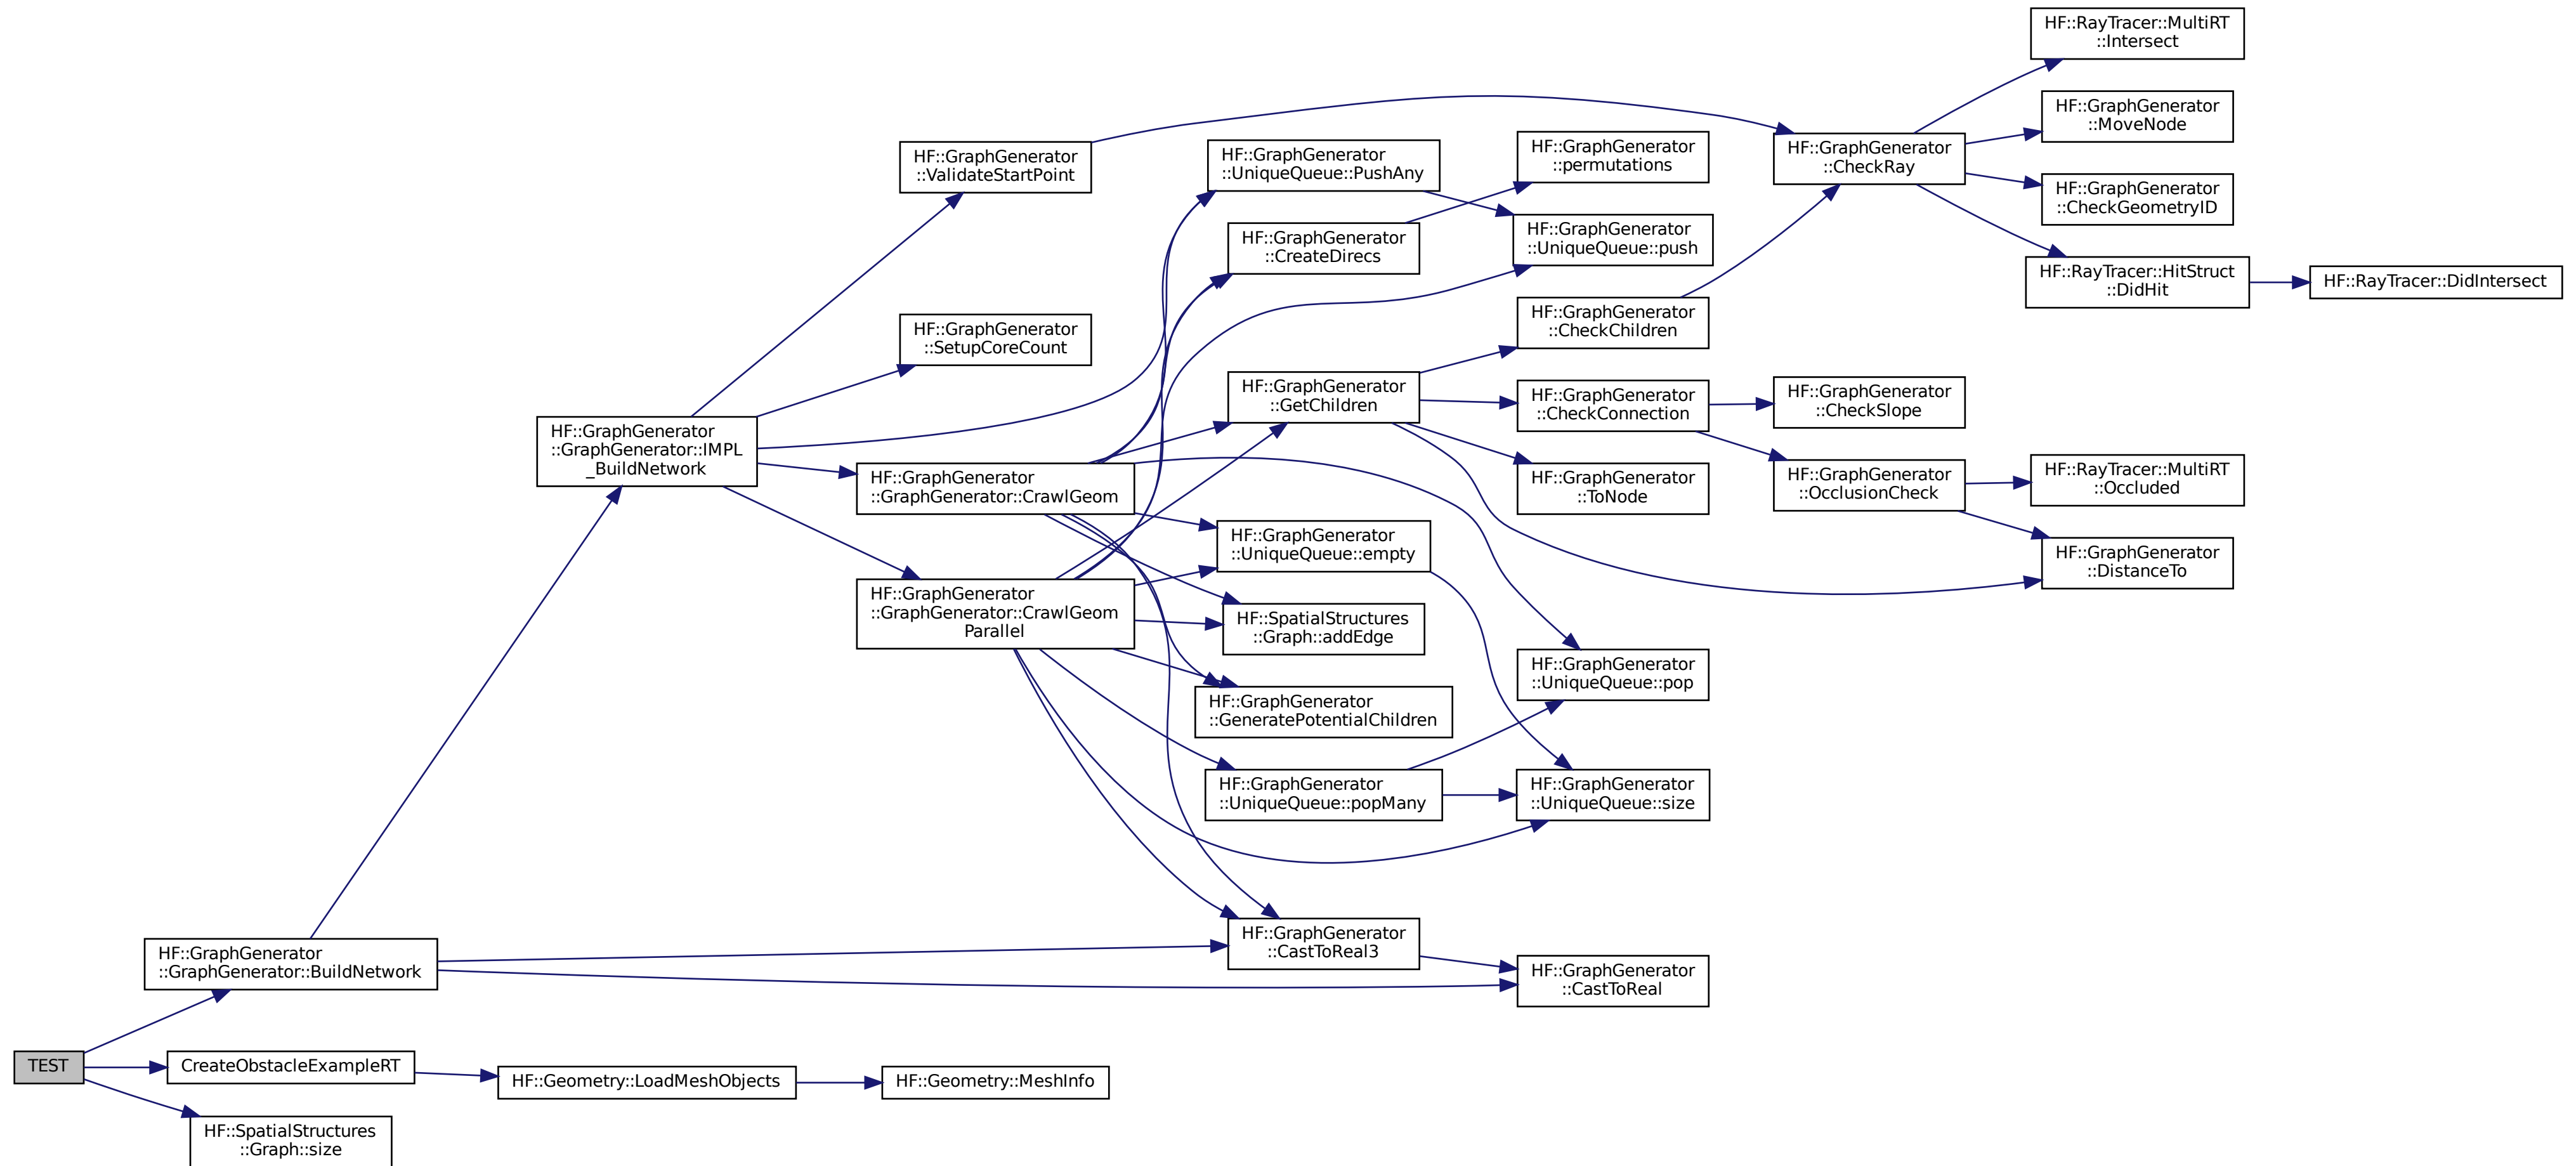 HF::RayTracer::MultiRT
::Intersect
HF::GraphGenerator
::MoveNode
HF::GraphGenerator
::ValidateStartPoint
HF::GraphGenerator
::UniqueQueue::PushAny
HF::GraphGenerator
::permutations
HF::GraphGenerator
::CheckRay
HF::GraphGenerator
::CheckGeometryID
HF::GraphGenerator
::CreateDirecs
HF::GraphGenerator
::UniqueQueue::push
HF::RayTracer::HitStruct
::DidHit
HF::RayTracer::DidIntersect
HF::GraphGenerator
::SetupCoreCount
HF::GraphGenerator
::CheckChildren
HF::GraphGenerator
::GetChildren
HF::GraphGenerator
::CheckConnection
HF::GraphGenerator
::CheckSlope
HF::GraphGenerator
::GraphGenerator::IMPL
_BuildNetwork
HF::GraphGenerator
::GraphGenerator::CrawlGeom
HF::GraphGenerator
::ToNode
HF::GraphGenerator
::OcclusionCheck
HF::RayTracer::MultiRT
::Occluded
HF::GraphGenerator
::UniqueQueue::empty
HF::GraphGenerator
::DistanceTo
HF::GraphGenerator
::GraphGenerator::CrawlGeom
Parallel
HF::SpatialStructures
::Graph::addEdge
HF::GraphGenerator
::UniqueQueue::pop
HF::GraphGenerator
::GeneratePotentialChildren
HF::GraphGenerator
::UniqueQueue::popMany
HF::GraphGenerator
::UniqueQueue::size
HF::GraphGenerator
::GraphGenerator::BuildNetwork
HF::GraphGenerator
::CastToReal3
HF::GraphGenerator
::CastToReal
TEST
CreateObstacleExampleRT
HF::Geometry::LoadMeshObjects
HF::Geometry::MeshInfo
HF::SpatialStructures
::Graph::size